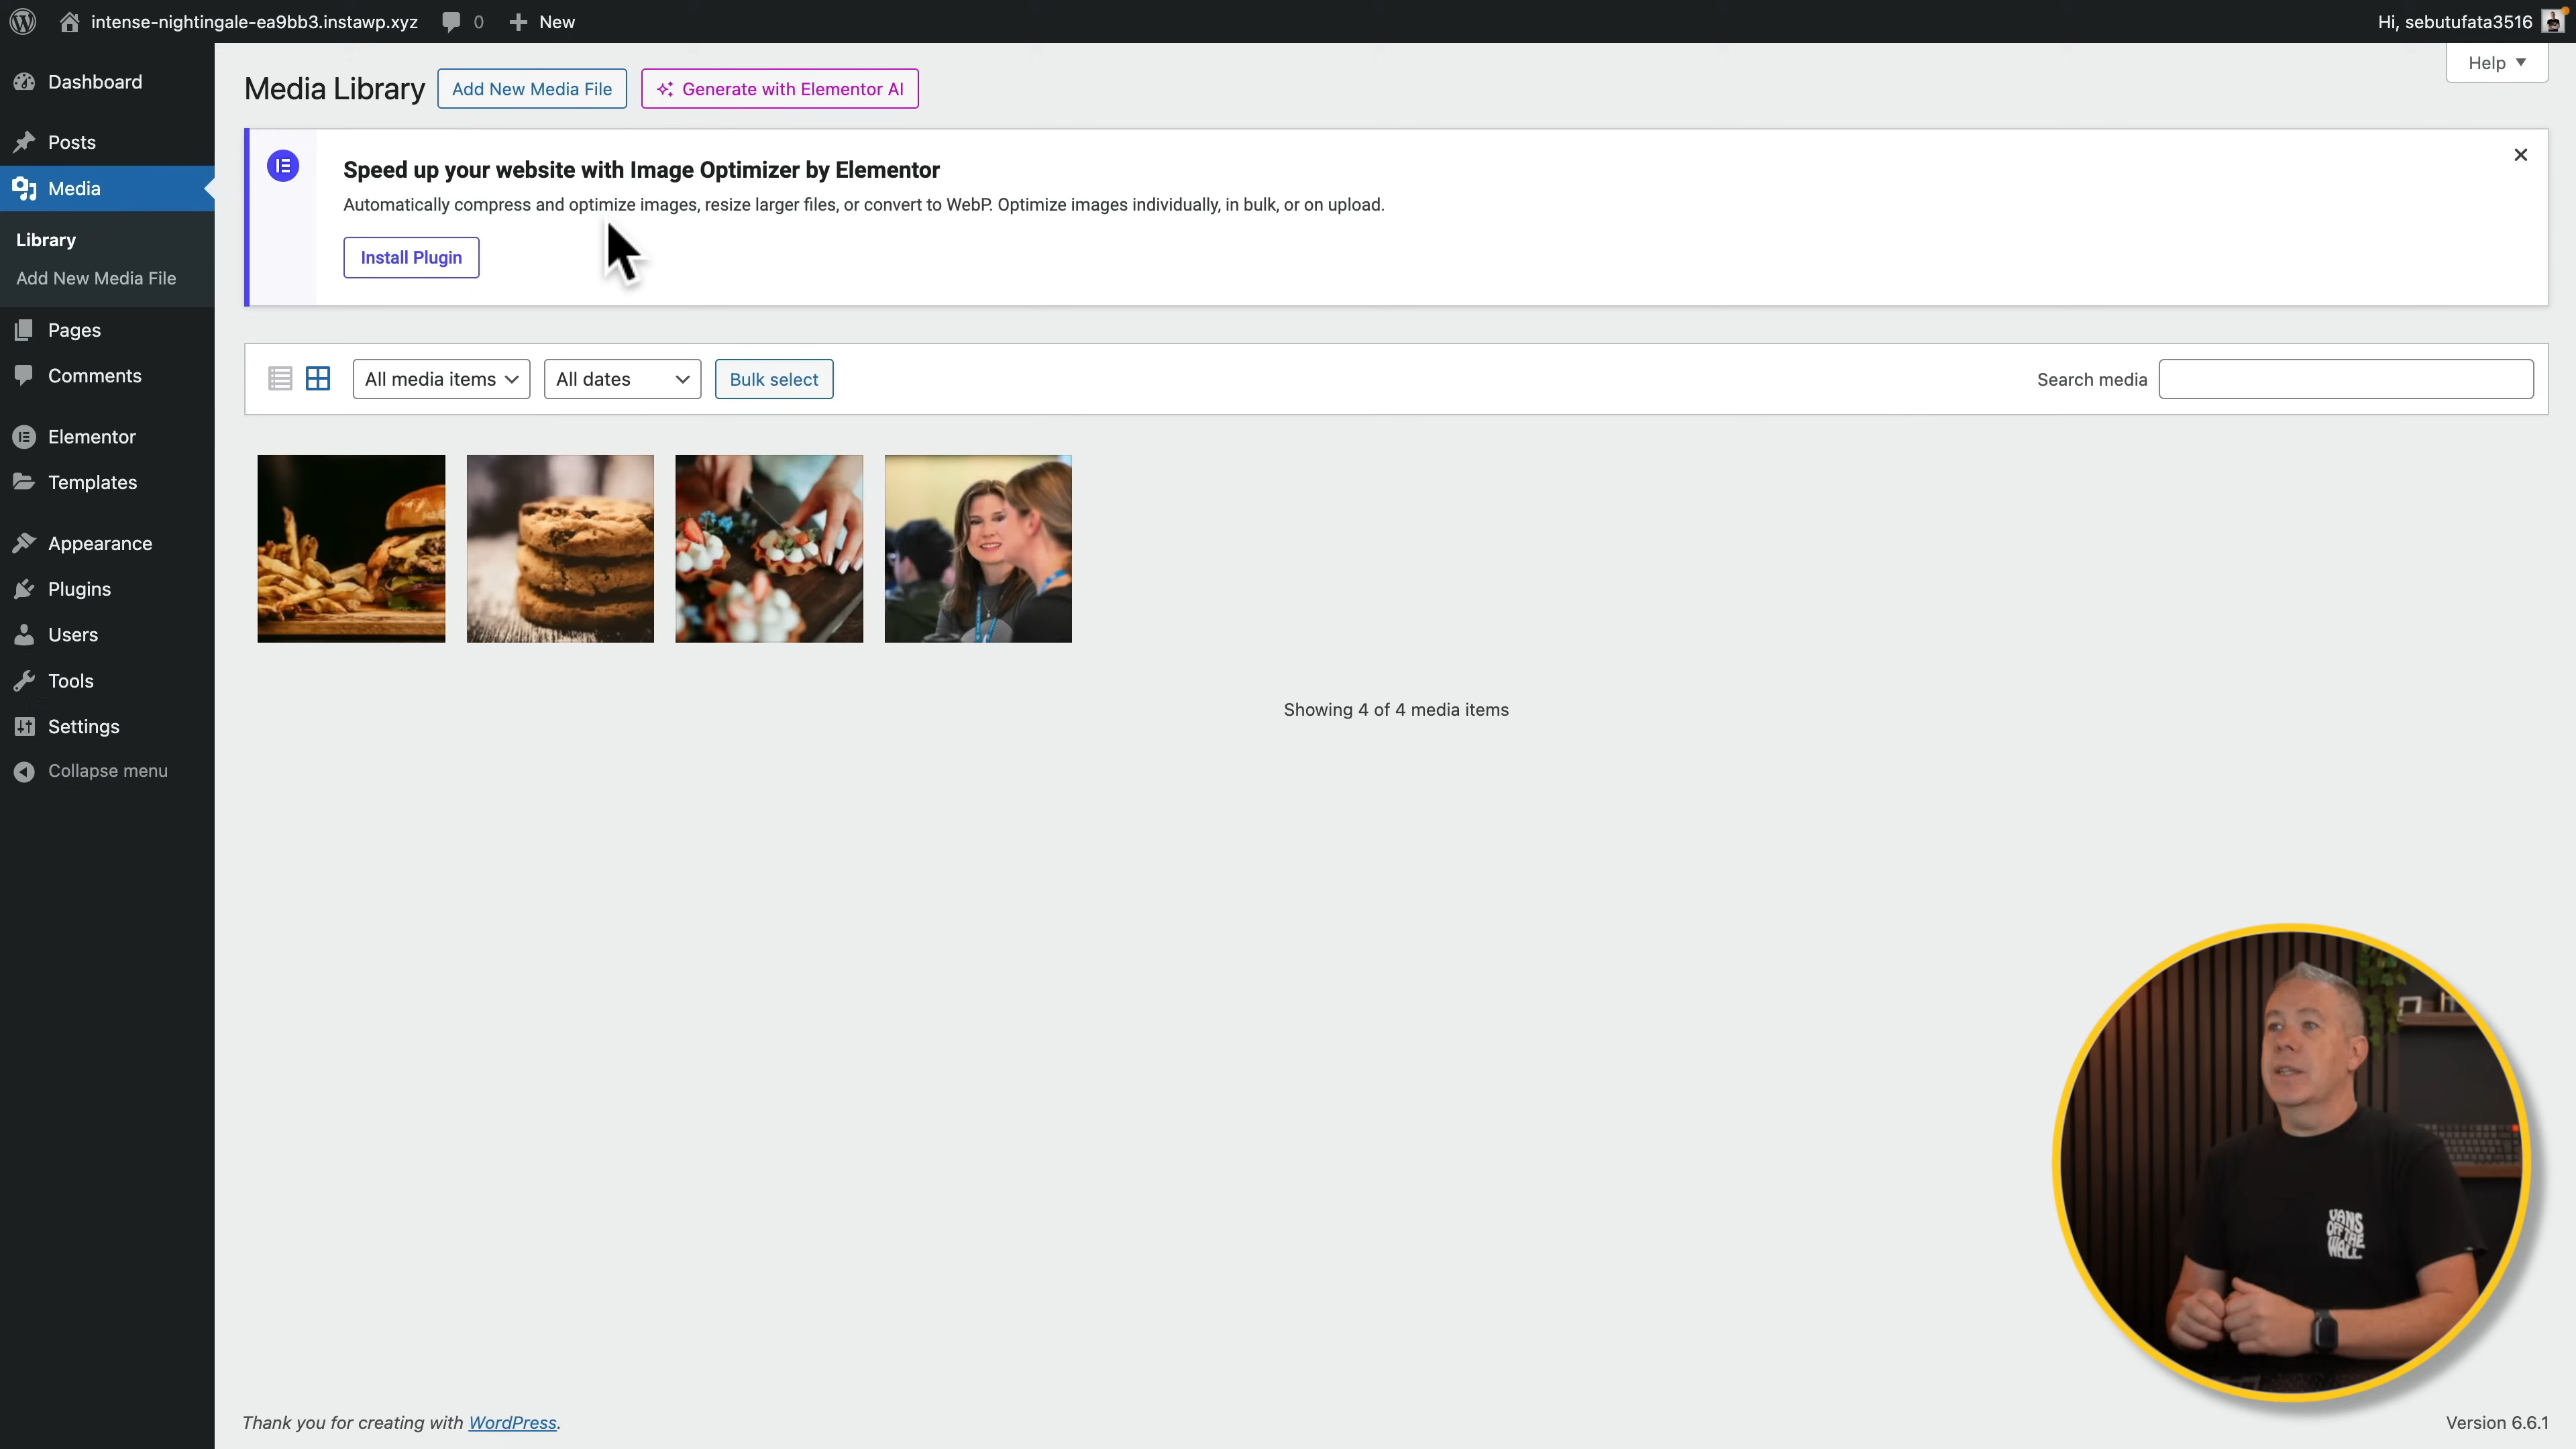 intense-nightingale-ea9bb3.instawp.xyz 0 New Hi, sebutufata3516
Help
Dashboard
Posts
Media
Library
Add New Media File
Pages
Comments
Elementor
Templates
Appearance
Plugins
Users
Tools
Settings
Collapse menu
Media Library Add New Media File Generate with Elementor AI
Speed up your website with Image Optimizer by Elementor
Automatically compress and optimize images, resize larger files, or convert to WebP. Optimize images individually, in bulk, or on upload.
Install Plugin
All media items All dates Bulk select Search media
Showing 4 of 4 media items
VANS
OFF THE
WALL
Thank you for creating with WordPress. Version 6.6.1